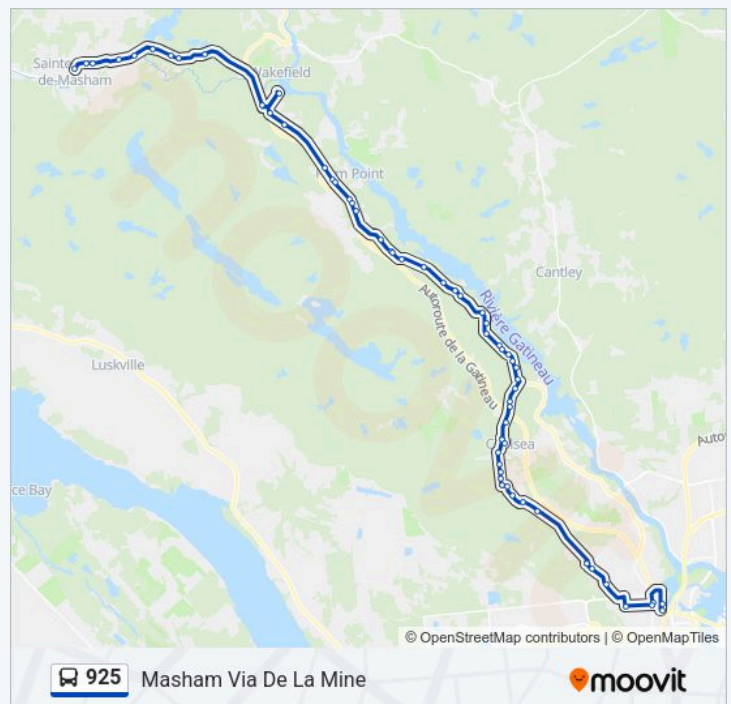 Sainte
de-Masham
Wakefield
Farm Point
Cantley
Rivière Gatineau
Autoroute de la Gatineau
Luskville
Chelsea
Auto
ce Bay
moovit
© OpenStreetMap contributors | © OpenMapTiles
925 Masham Via De La Mine
moovit